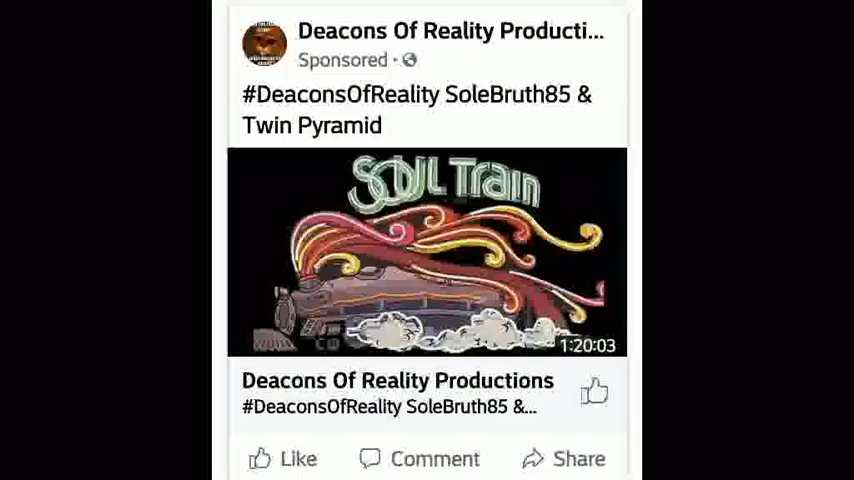 Deacons Of Reality Producti...
Sponsored ·
#DeaconsOfReality SoleBruth85 &
Twin Pyramid
SOUL Train
1:20:03
Deacons Of Reality Productions
#DeaconsOfReality SoleBruth85 &...
Like Comment Share